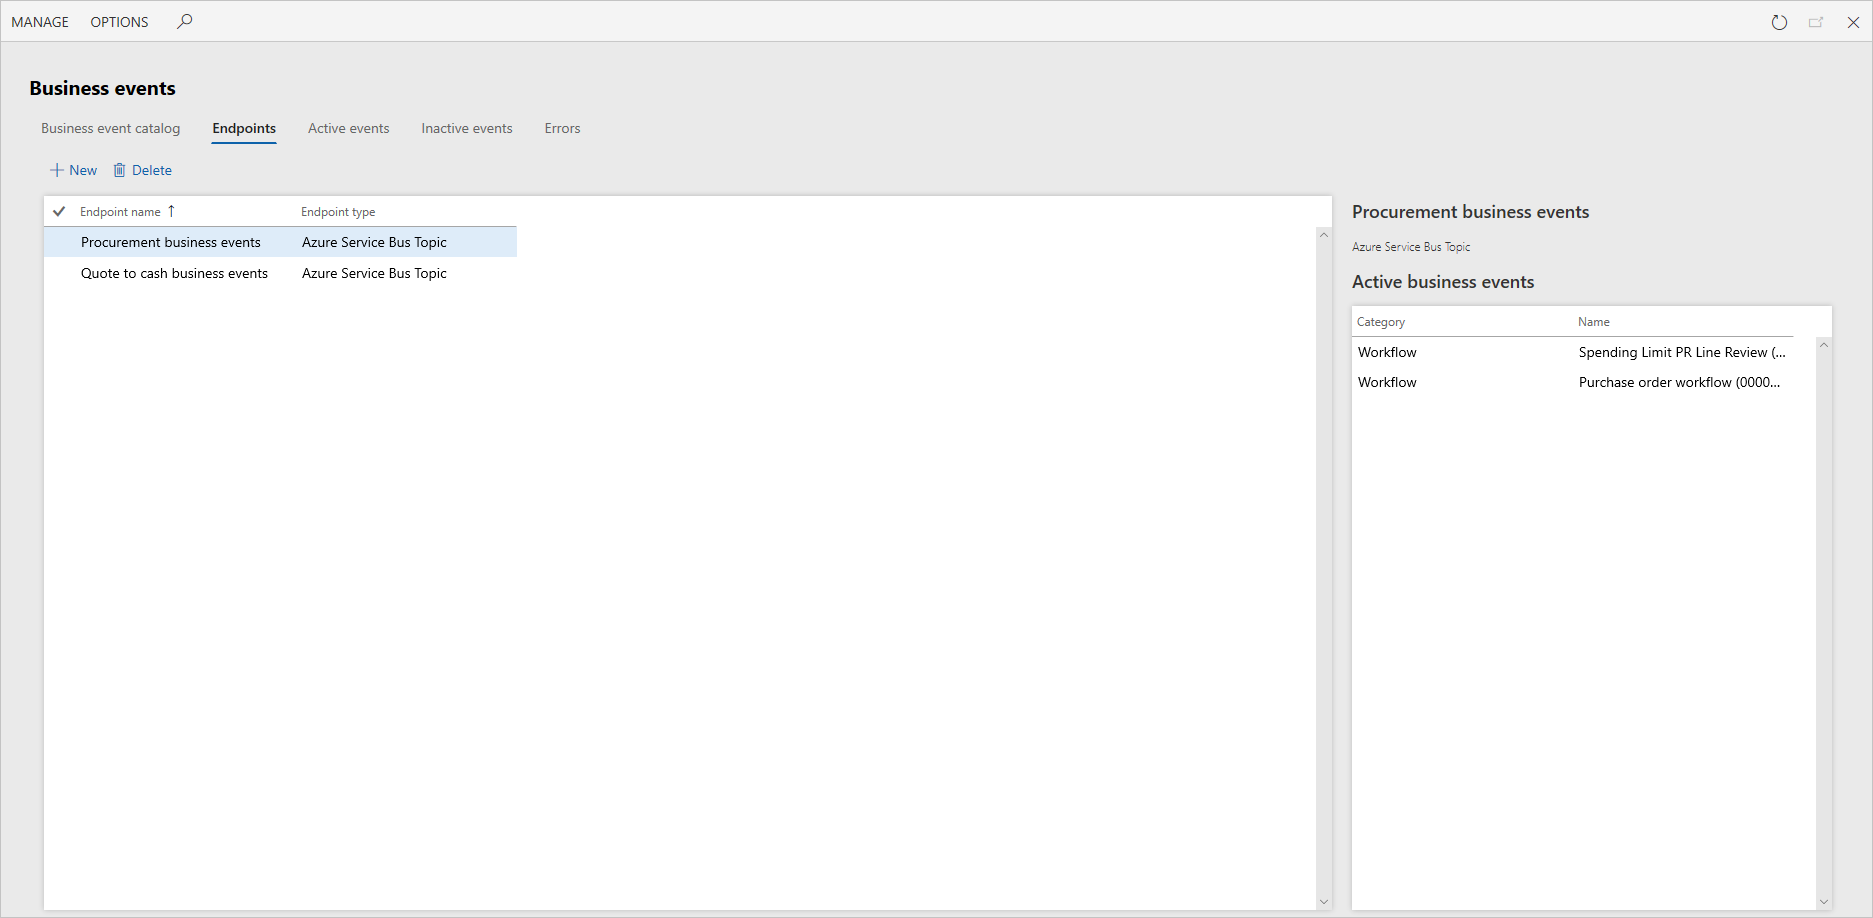 MANAGE OPTIONS
Business events
Business event catalog Endpoints Active events Inactive events Errors
New Delete
Endpoint name Endpoint type
Procurement business events Azure Service Bus Topic
Quote to cash business events Azure Service Bus Topic
Procurement business events
Azure Service Bus Topic
Active business events
Category Name
Workflow Spending Limit PR Line Review (...
Workflow Purchase order workflow (0000...